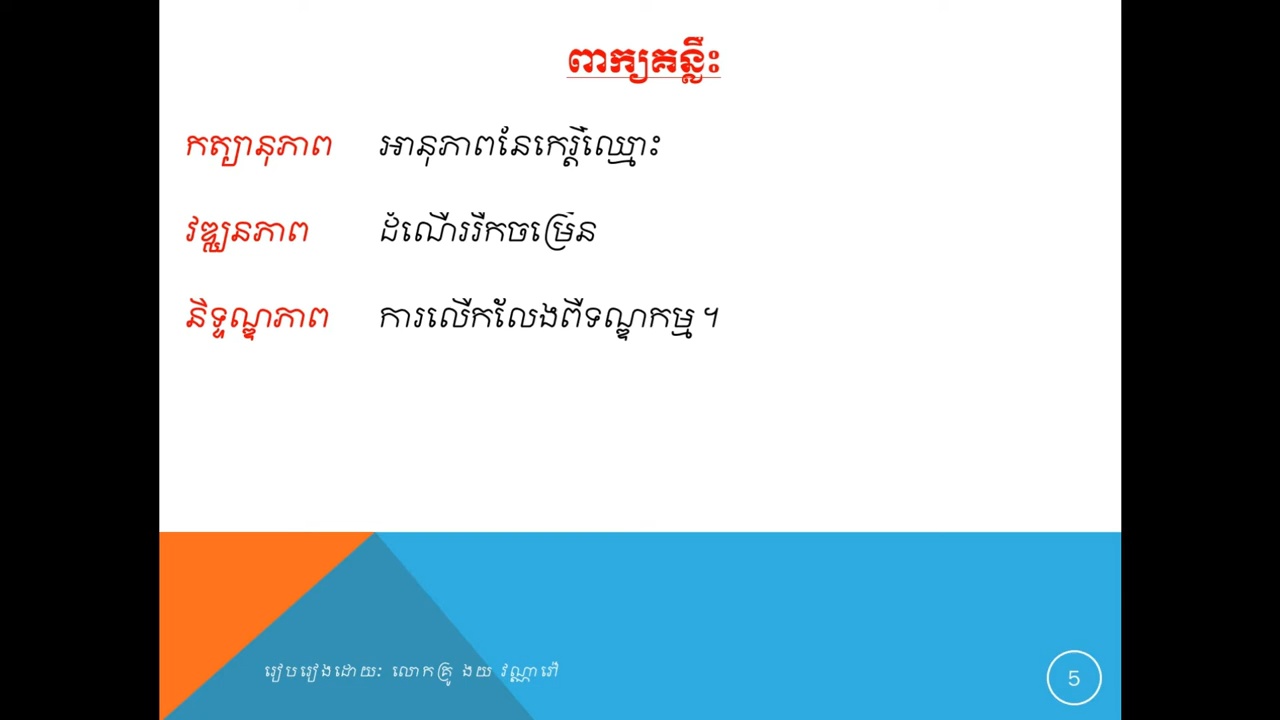 ពាក្យគន្លឹះ
កត្យានុភាព អានុភាពនៃកេរ្តិ៍ឈ្មោះ
វឌ្ឍនភាព ដំណើររីកចម្រើន
និទ្ទណ្ឌភាព ការលើកលែងពីទណ្ឌកម្ម ។
រៀបរៀងដោយ: លោកគ្រូ ងយ វណ្ណារ៉ា
5